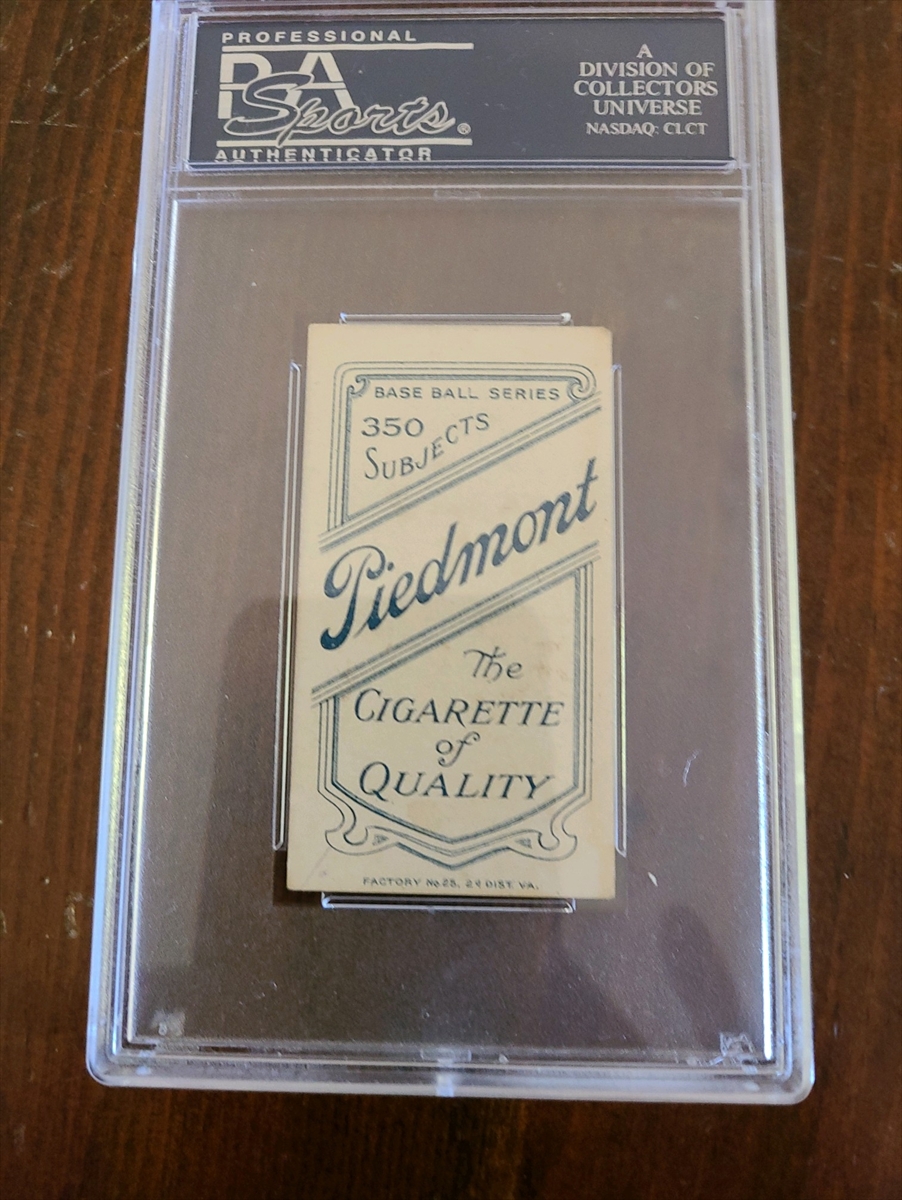 PROFESSIONAL
PSA
Sports®
AUTHENTICATOR
A
DIVISION OF
COLLECTORS
UNIVERSE
NASDAQ: CLCT
BASE BALL SERIES
350
SUBJECTS
Piedmont
The
CIGARETTE
of
QUALITY
FACTORY No 25, 2d DIST. VA.